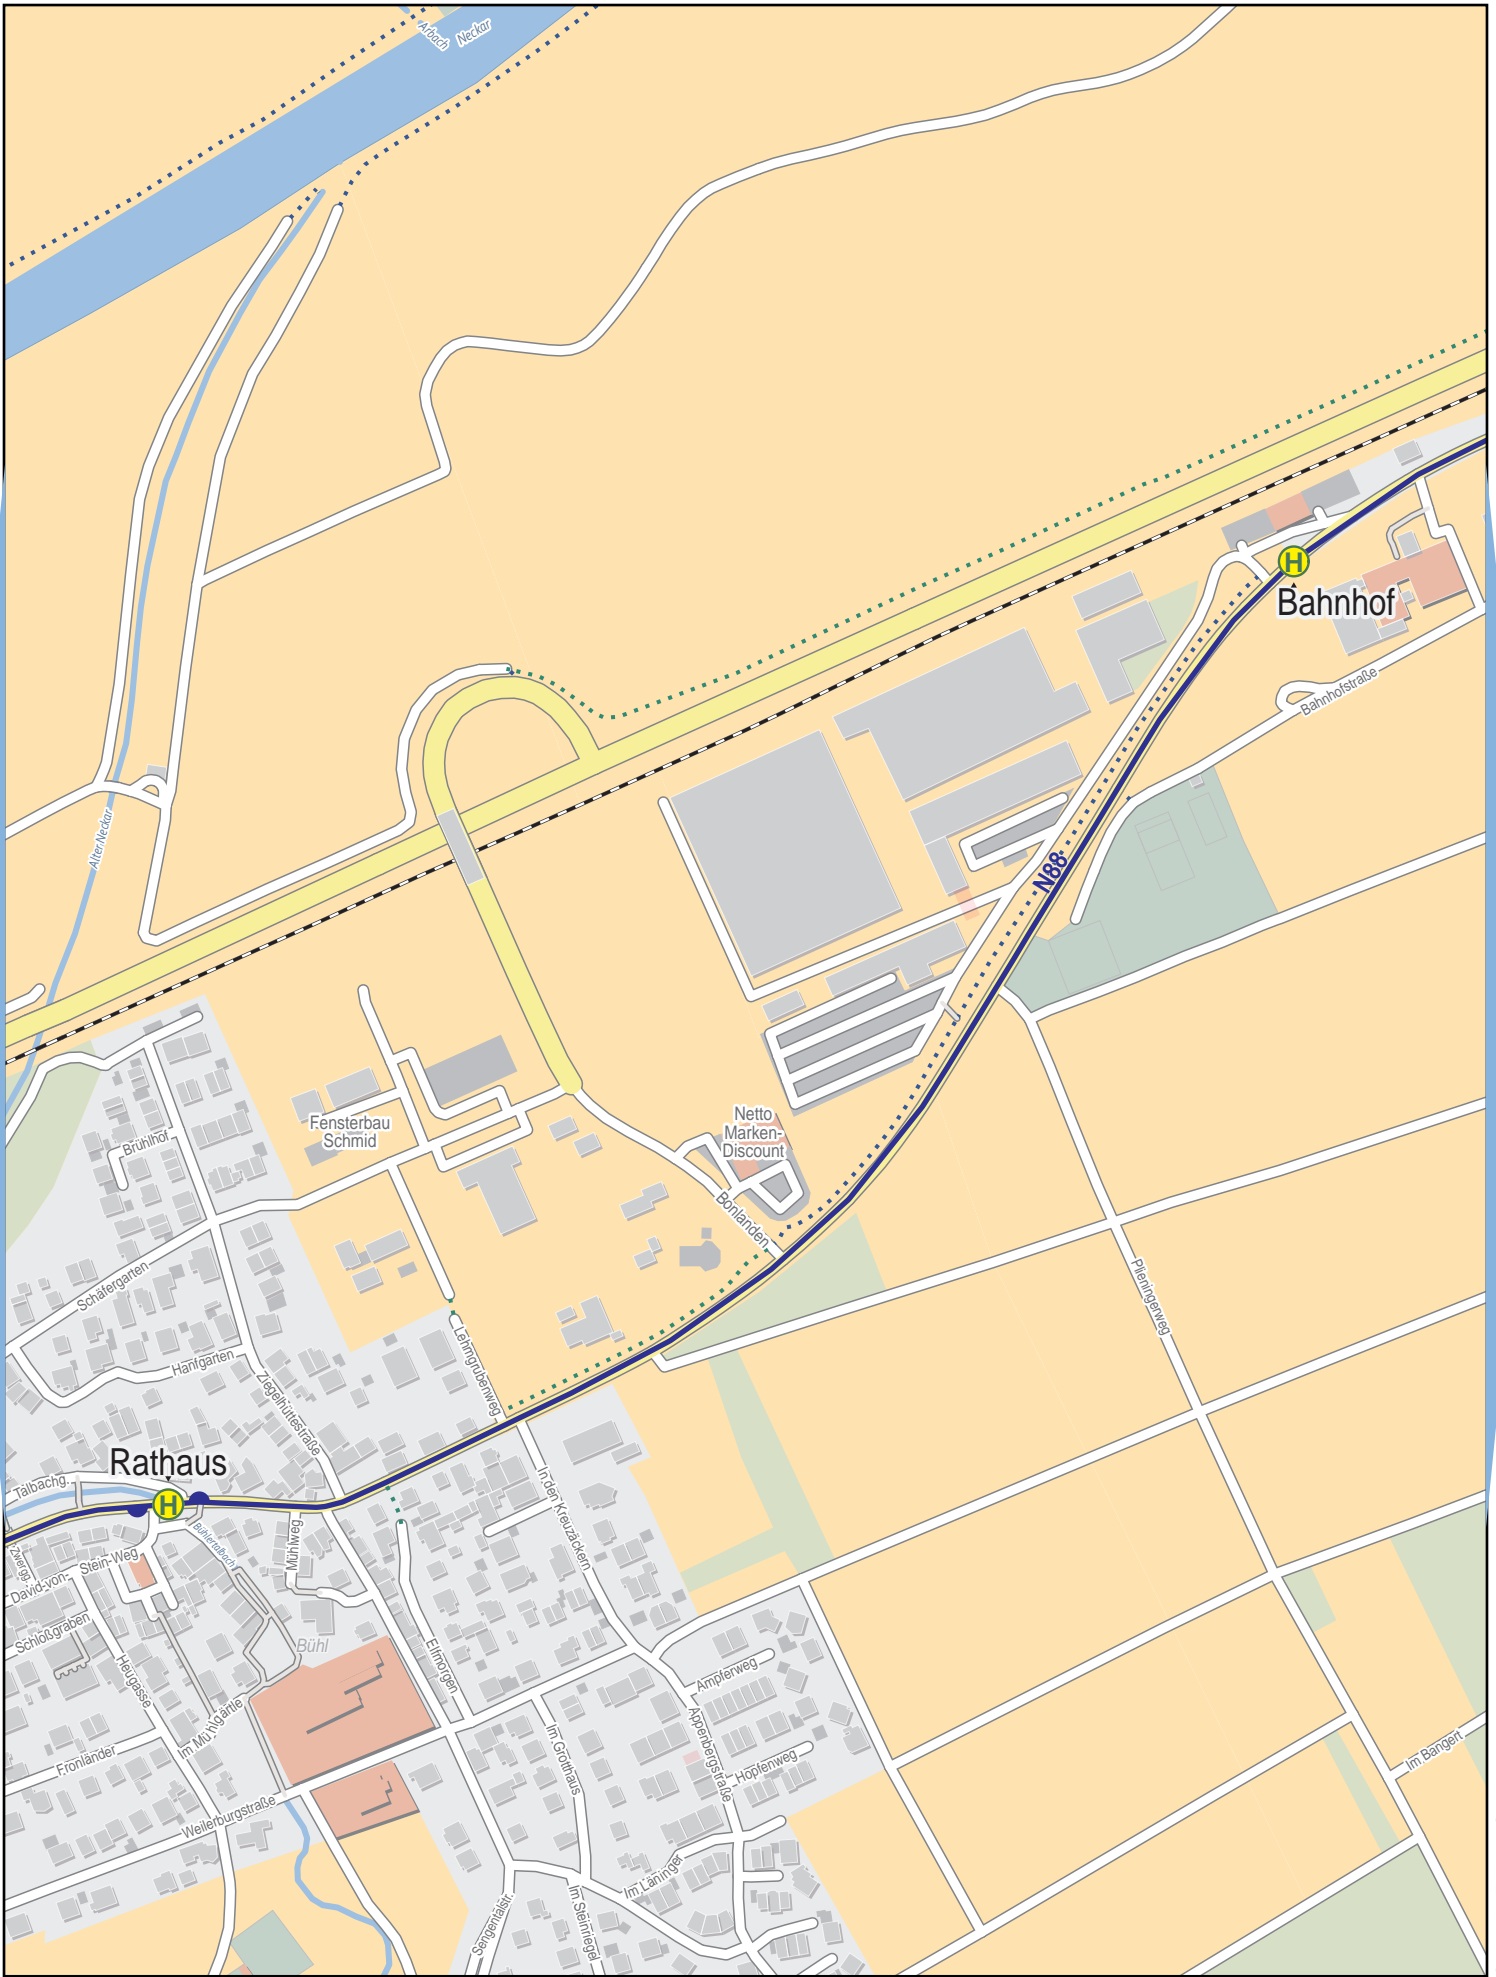 Arbach
Neckar
H
Bahnhof
Bahnhofstraße
Alter Neckar
N88
Fensterbau
Schmid
Netto
Marken-
Discount
Brühlhof
Bonlanden
Schäfergarten
Plieningerweg
Hanfgarten
Lehmgrubenweg
Ziegelhüttestraße
Rathaus
H
Talbachg.
In den Kreuzäckern
Bühlertalbach
Mühlweg
Zwergg.
David-von-Stein-Weg
Schloßgraben
Bühl
Elfmorgen
Heugasse
Ampferweg
Im Mühlgärtle
Appenbergstraße
Im Grotthaus
Fronländer
Hopfenweg
Im Bangert
Weilerburgstraße
Im Läninger
Sengentalstr.
Im Steinriegel